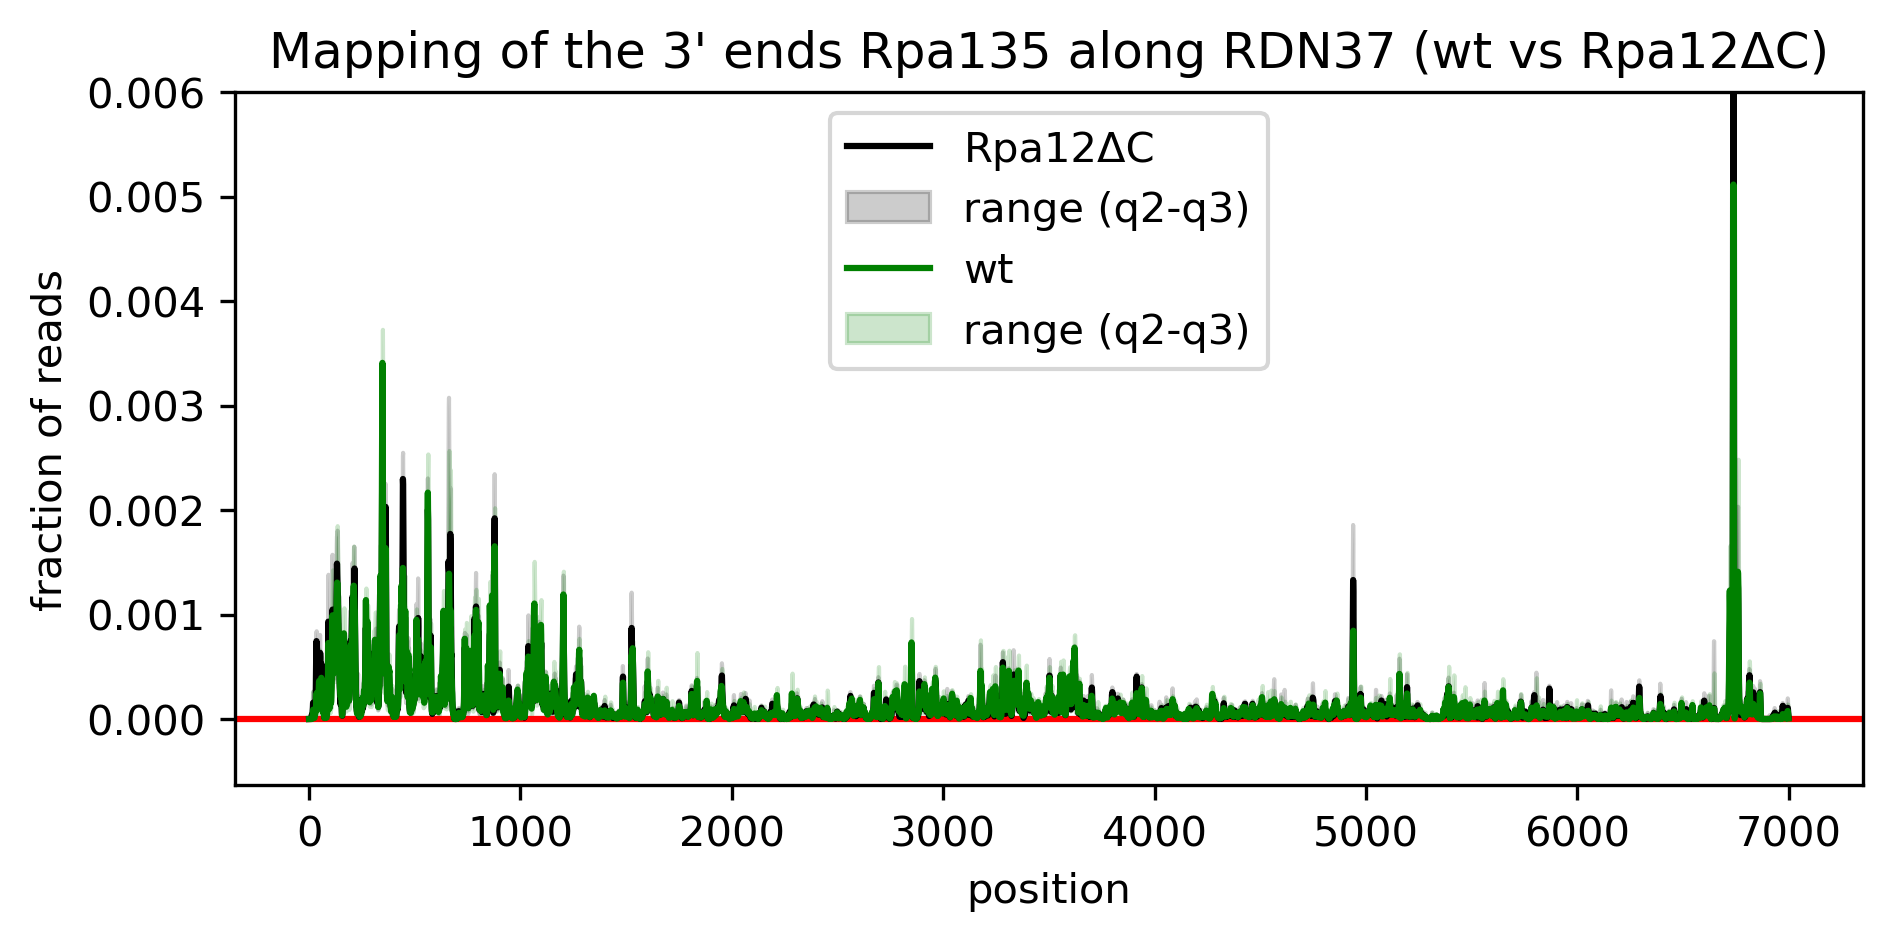 Mapping of the 3' ends Rpa135 along RDN37 (wt vs Rpa12ΔC)
0.006
0.005
0.004
0.003
0.002
0.001
0.000
fraction of reads
Rpa12ΔC
range (q2-q3)
wt
range (q2-q3)
0 1000 2000 3000 4000 5000 6000 7000
position